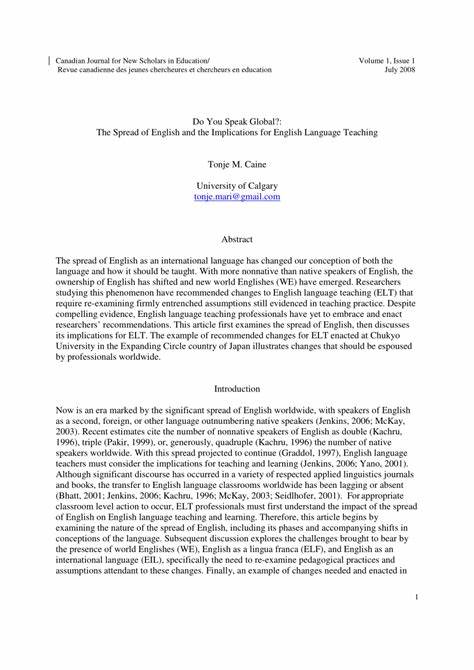 Canadian Journal for New Scholars in Education/ Volume 1, Issue 1
Revue canadienne des jeunes chercheures et chercheurs en education July 2008
Do You Speak Global?:
The Spread of English and the Implications for English Language Teaching
Tonje M. Caine
University of Calgary
tonje.mari@gmail.com
Abstract
The spread of English as an international language has changed our conception of both the
language and how it should be taught. With more nonnative than native speakers of English, the
ownership of English has shifted and new world Englishes (WE) have emerged. Researchers
studying this phenomenon have recommended changes to English language teaching (ELT) that
require re-examining firmly entrenched assumptions still evidenced in teaching practice. Despite
compelling evidence, English language teaching professionals have yet to embrace and enact
researchers' recommendations. This article first examines the spread of English, then discusses
its implications for ELT. The example of recommended changes for ELT enacted at Chukyo
University in the Expanding Circle country of Japan illustrates changes that should be espoused
by professionals worldwide.
Introduction
Now is an era marked by the significant spread of English worldwide, with speakers of English
as a second, foreign, or other language outnumbering native speakers (Jenkins, 2006; McKay,
2003). Recent estimates cite the number of nonnative speakers of English as double (Kachru,
1996), triple (Pakir, 1999), or, generously, quadruple (Kachru, 1996) the number of native
speakers worldwide. With this spread projected to continue (Graddol, 1997), English language
teachers must consider the implications for teaching and learning (Jenkins, 2006; Yano, 2001).
Although significant discourse has occurred in a variety of respected applied linguistics journals
and books, the transfer to English language classrooms worldwide has been lagging or absent
(Bhatt, 2001; Jenkins, 2006; Kachru, 1996; McKay, 2003; Seidlhofer, 2001). For appropriate
classroom level action to occur, ELT professionals must first understand the impact of the spread
of English on English language teaching and learning. Therefore, this article begins by
examining the nature of the spread of English, including its phases and accompanying shifts in
conceptions of the language. Subsequent discussion explores the challenges brought to bear by
the presence of world Englishes (WE), English as a lingua franca (ELF), and English as an
international language (EIL), specifically the need to re-examine pedagogical practices and
assumptions attendant to these changes. Finally, an example of changes needed and enacted in
1